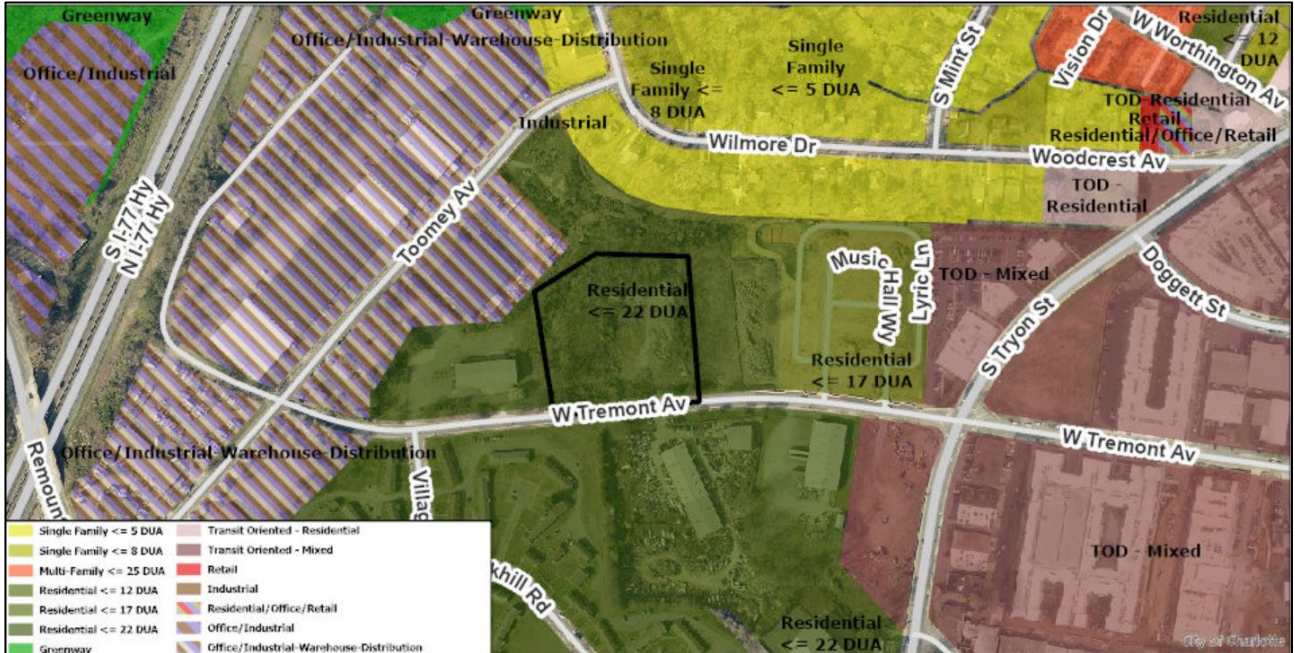 Greenway
Greenway
Office/Industrial-Warehouse-Distribution
Office/Industrial
Single
Family <=
8 DUA
Single
Family
<= 5 DUA
S Mint St
Vision Dr
W Worthington Av
Residential
<= 12
DUA
TOD-Residential
Retail
Residential/Office/Retail
Industrial
Wilmore Dr
Woodcrest Av
TOD -
Residential
S I-77 Hy
N I-77 Hy
Toomey Av
Music Hall Wy
Lyric Ln
TOD - Mixed
Doggett St
S Tryon St
Residential
<= 22 DUA
Residential
<= 17 DUA
W Tremont Av
W Tremont Av
Office/Industrial-Warehouse-Distribution
Remoun
Villag
khill Rd
TOD - Mixed
Residential
<= 22 DUA
City of Charlotte
Single Family <= 5 DUA
Single Family <= 8 DUA
Multi-Family <= 25 DUA
Residential <= 12 DUA
Residential <= 17 DUA
Residential <= 22 DUA
Greenway
Transit Oriented - Residential
Transit Oriented - Mixed
Retail
Industrial
Residential/Office/Retail
Office/Industrial
Office/Industrial-Warehouse-Distribution